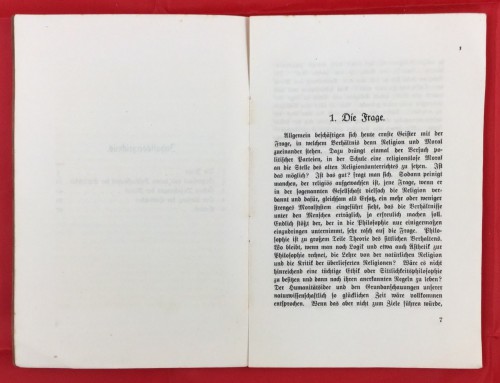 1. Die Frage.
Allgemein beschäftigen sich heute ernste Geister mit der
Frage, in welchem Verhältnis denn Religion und Moral
zueinander stehen. Dazu drängt einmal der Versuch po-
litischer Parteien, in der Schule eine religionslose Moral
an die Stelle des alten Religionsunterrichtes zu setzen. Ist
das möglich? Ist das gut? fragt man sich. Sodann peinigt
manchen, der religiös aufgewachsen ist, jene Frage, wenn er
in der sogenannten Gesellschaft vielfach die Religion ver-
dammt und dafür, gleichsam als Ersatz, ein mehr oder weniger
strenges Moralsystem eingeführt sieht, das die Verhältnisse
unter den Menschen erträglich, ja erfreulich machen soll.
Endlich stößt der, der in die Philosophie nur einigermaßen
einzudringen unternimmt, sehr rasch auf die Frage. Philo-
sophie ist zu großem Teile Theorie des sittlichen Verhaltens.
Wo bleibt, wenn man noch Logik und etwa auch Ästhetik zur
Philosophie rechnet, die Lehre von der natürlichen Religion
und die Kritik der überlieferten Religionen? Wäre es nicht
hinreichend eine tüchtige Ethik oder Sittlichkeitsphilosophie
zu besitzen und dann nach ihren anerkannten Regeln zu leben?
Der Humanitätsidee und den Grundanschauungen unserer
naturwissenschaftlich so glücklichen Zeit wäre vollkommen
entsprochen. Wenn das aber nicht zum Ziele führen würde,
7